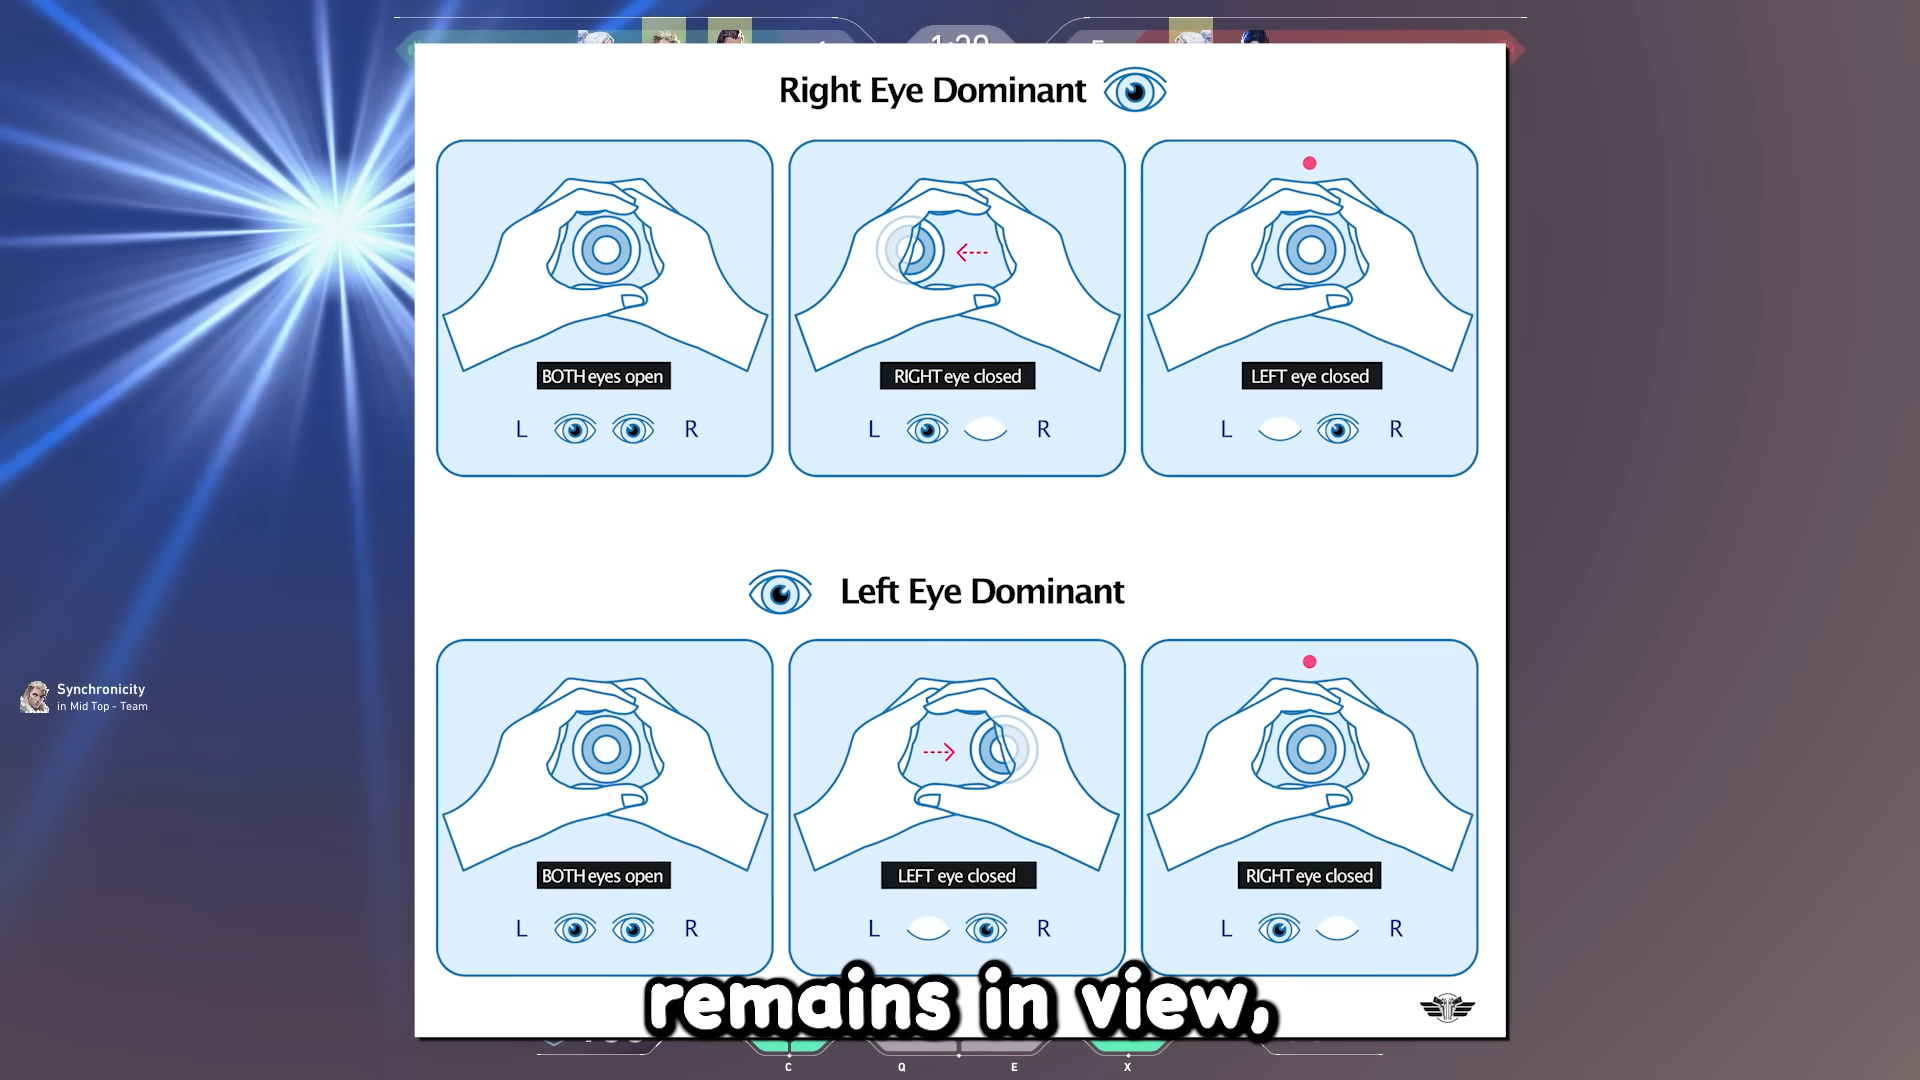 Right Eye Dominant
BOTH eyes open
RIGHT eye closed
LEFT eye closed
L R
L R
L R
Left Eye Dominant
BOTH eyes open
LEFT eye closed
RIGHT eye closed
L R
L R
L R
Synchronicity
in Mid Top - Team
remains in view,
C Q E X